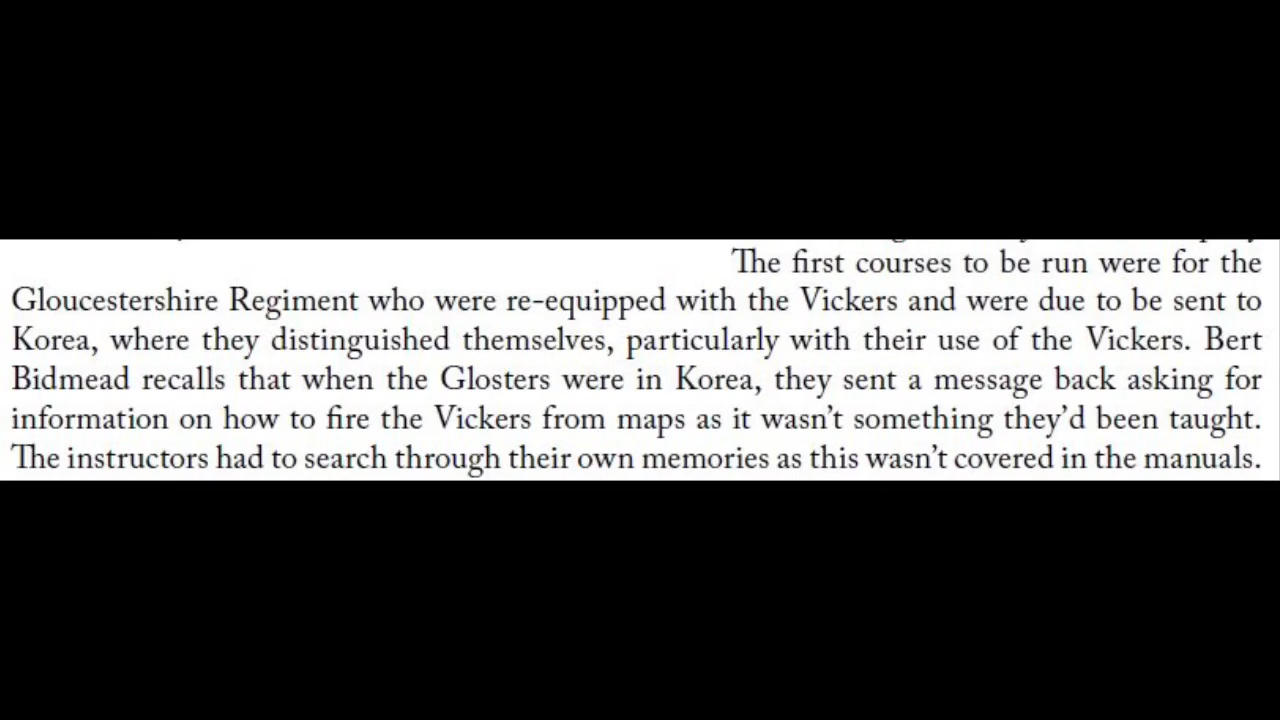 The first courses to be run were for the
Gloucestershire Regiment who were re-equipped with the Vickers and were due to be sent to
Korea, where they distinguished themselves, particularly with their use of the Vickers. Bert
Bidmead recalls that when the Glosters were in Korea, they sent a message back asking for
information on how to fire the Vickers from maps as it wasn’t something they’d been taught.
The instructors had to search through their own memories as this wasn’t covered in the manuals.